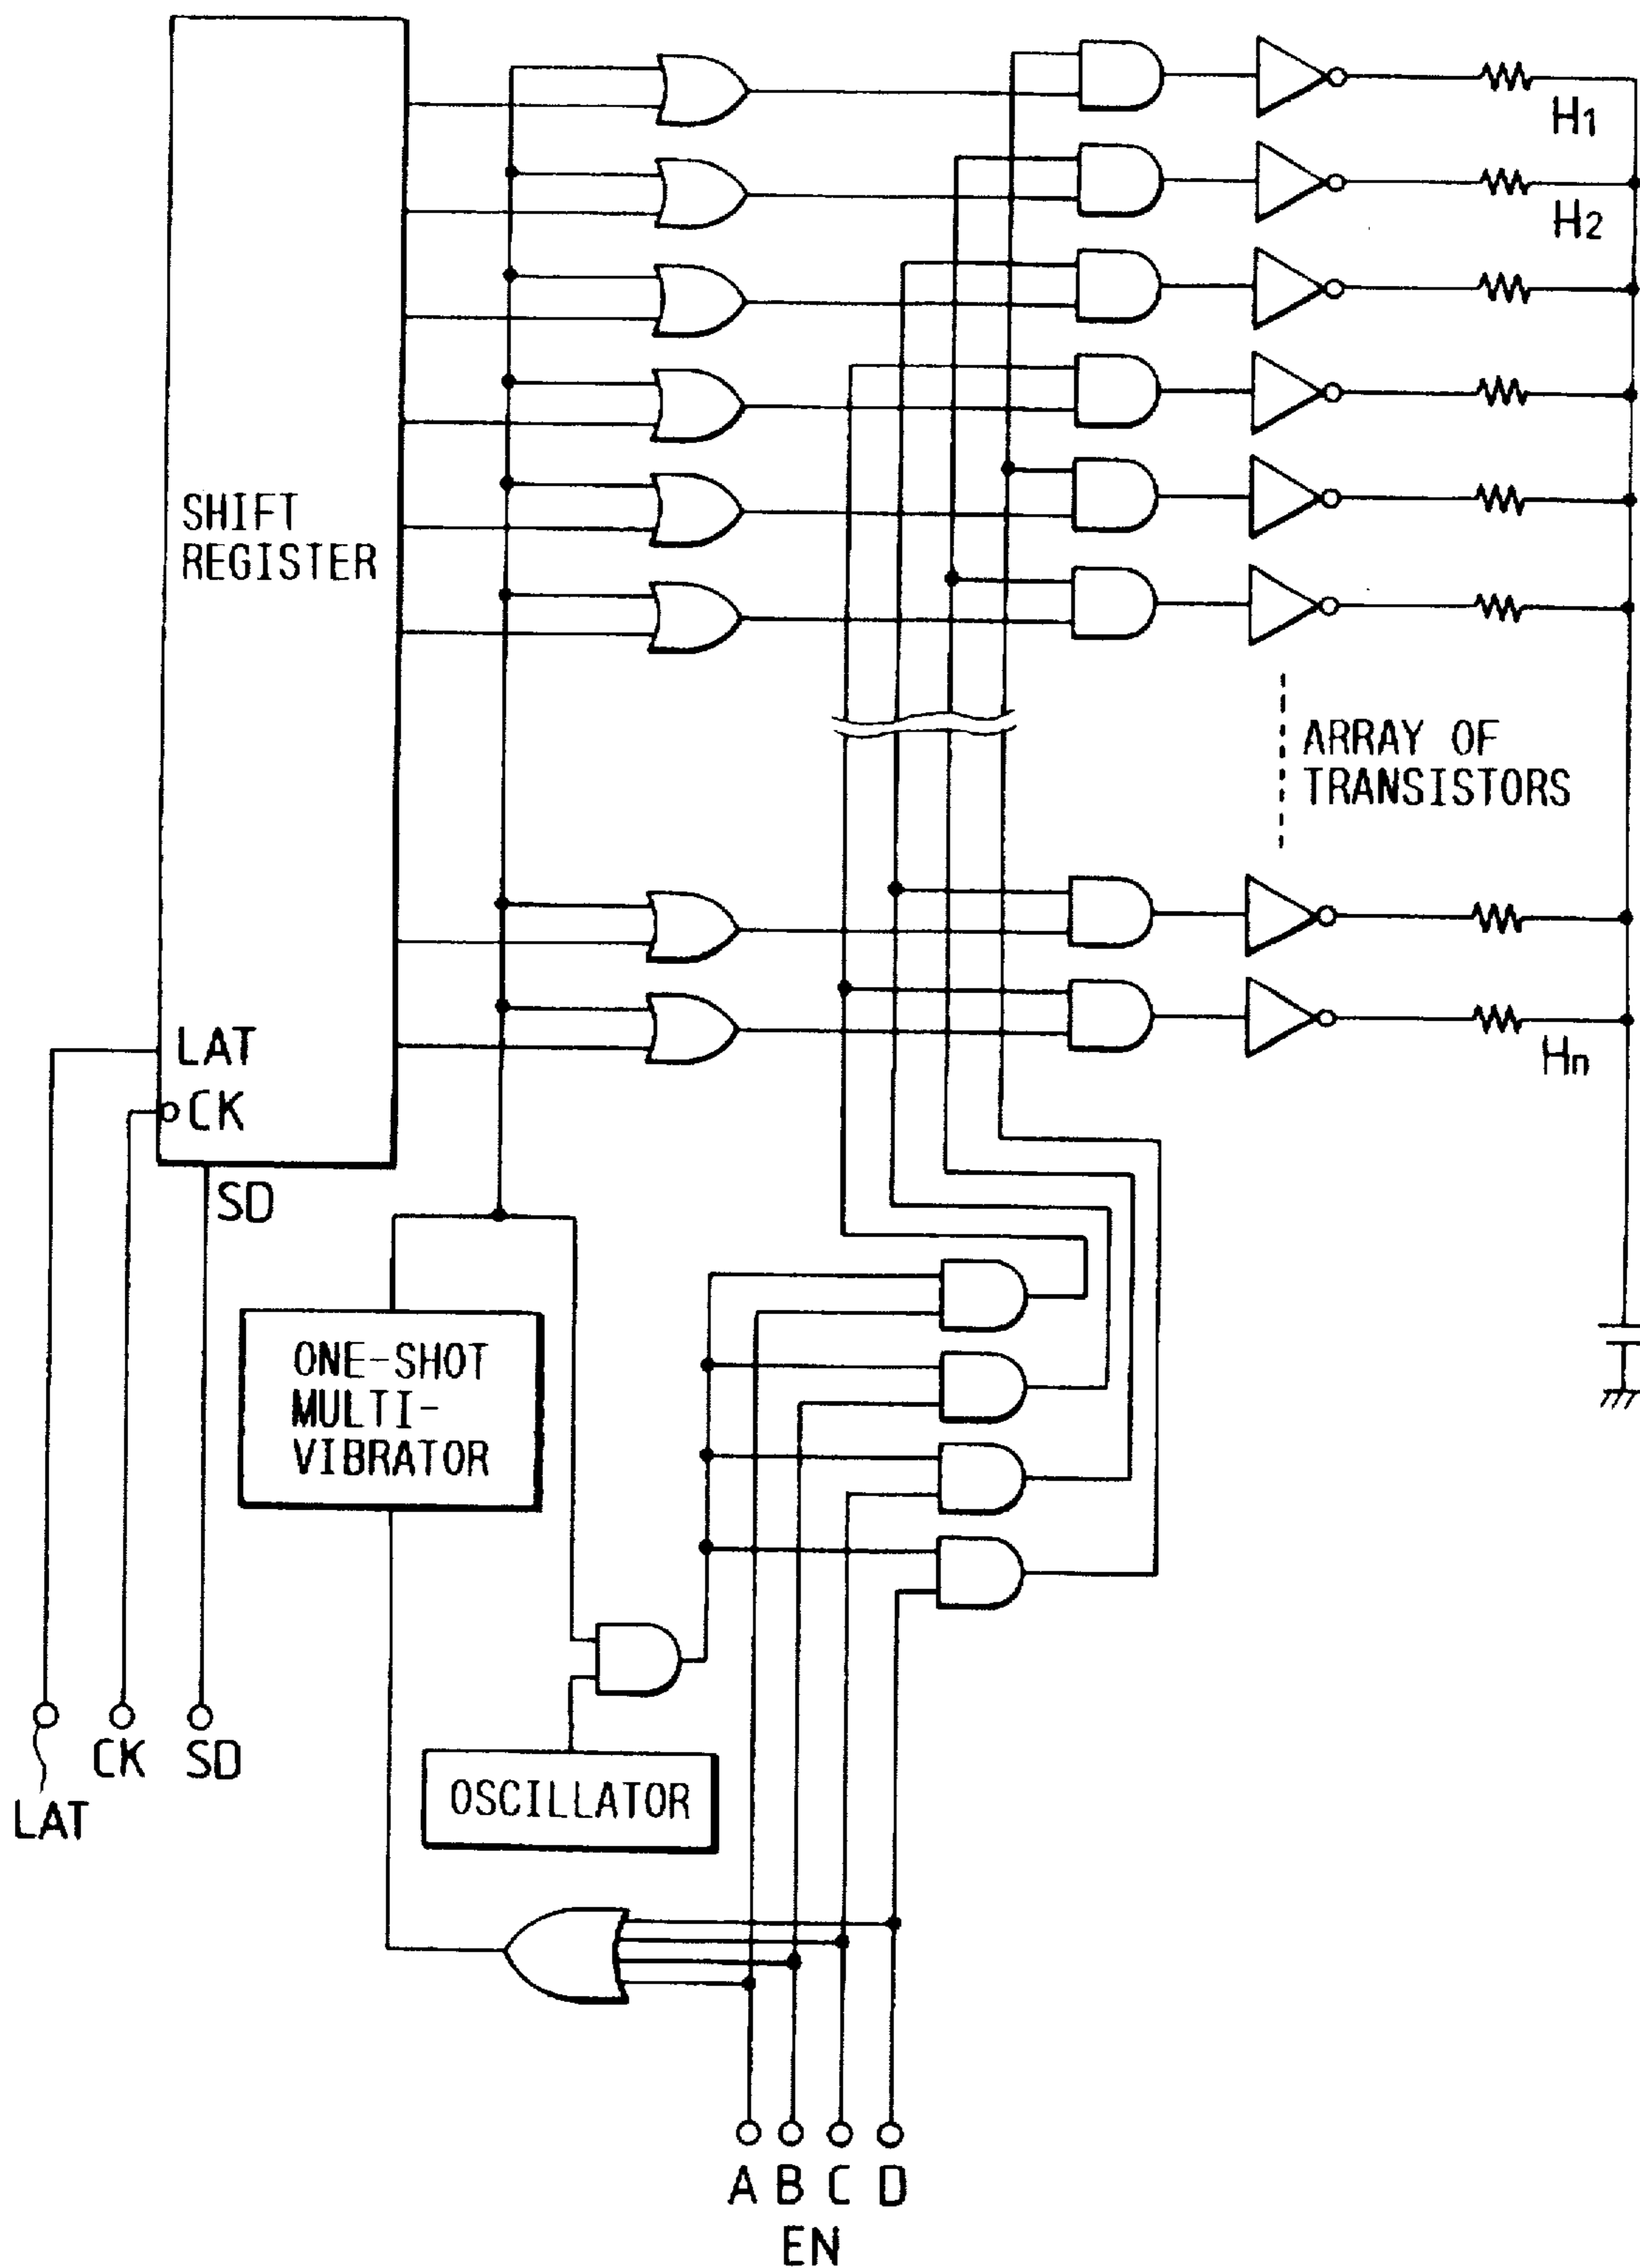 H1
H2
SHIFT
REGISTER
ARRAY OF
TRANSISTORS
LAT
CK
Hn
SD
ONE-SHOT
MULTI-
VIBRATOR
CK
SD
OSCILLATOR
LAT
A B C D
EN